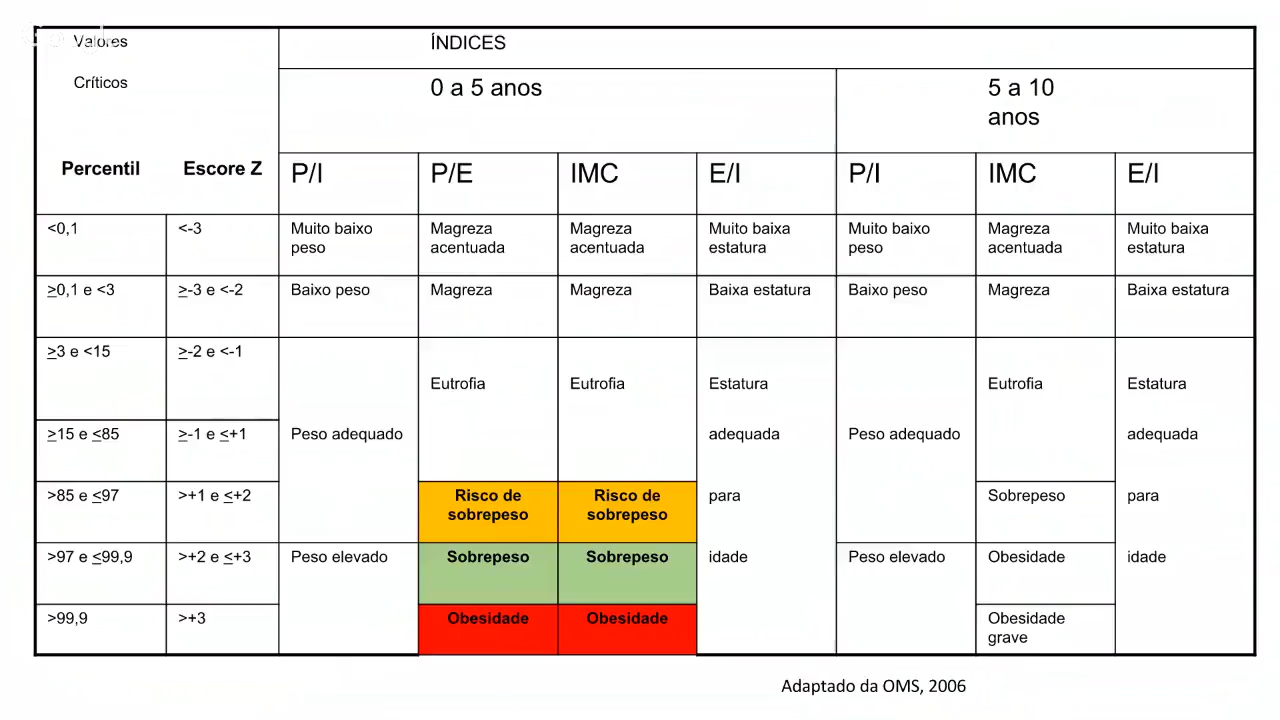 Valores
ÍNDICES
Críticos
0 a 5 anos
5 a 10
anos
Percentil Escore Z P/I P/E IMC E/I P/I IMC E/I
<0,1 <-3 Muito baixo Magreza Magreza Muito baixa Muito baixo Magreza Muito baixa
peso acentuada acentuada estatura peso acentuada estatura
≥0,1 e <3 ≥-3 e <-2 Baixo peso Magreza Magreza Baixa estatura Baixo peso Magreza Baixa estatura
≥3 e <15 ≥-2 e <-1
Eutrofia Eutrofia Estatura Eutrofia Estatura
≥15 e ≤85 ≥-1 e ≤+1 Peso adequado adequada Peso adequado adequada
>85 e ≤97 >+1 e ≤+2 Risco de Risco de para Sobrepeso para
sobrepeso sobrepeso
>97 e ≤99,9 >+2 e ≤+3 Peso elevado Sobrepeso Sobrepeso idade Peso elevado Obesidade idade
>99,9 >+3 Obesidade Obesidade Obesidade
grave
Adaptado da OMS, 2006